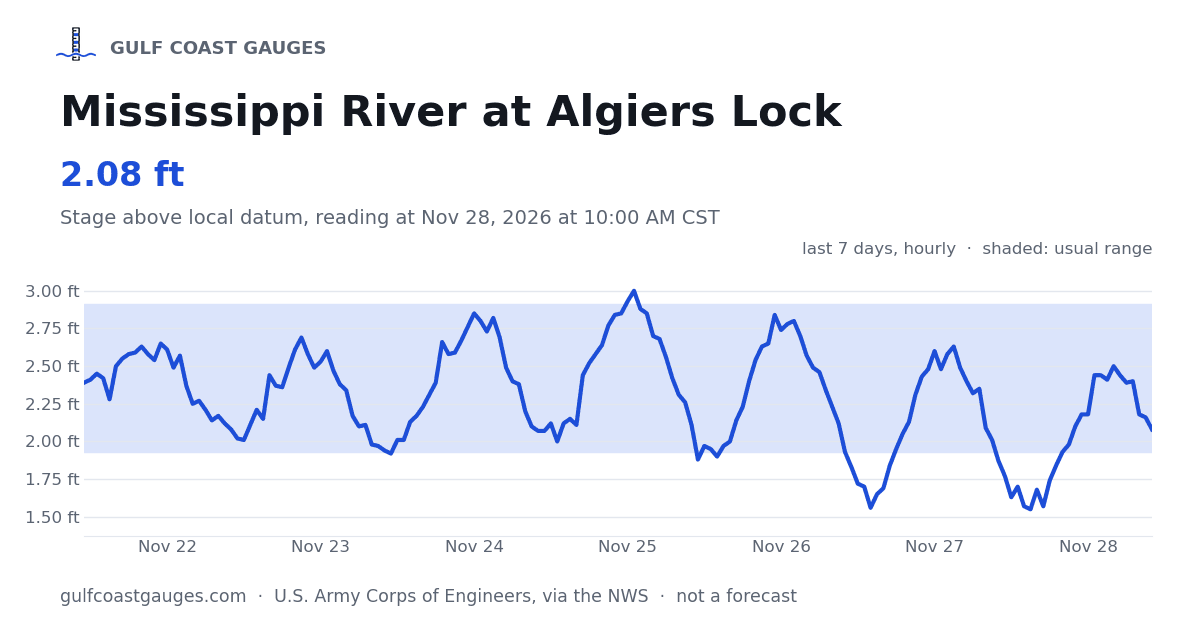 GULF COAST GAUGES
Mississippi River at Algiers Lock
2.08 ft
Stage above local datum, reading at Nov 28, 2026 at 10:00 AM CST
last 7 days, hourly · shaded: usual range
3.00 ft
2.75 ft
2.50 ft
2.25 ft
2.00 ft
1.75 ft
1.50 ft
Nov 22 Nov 23 Nov 24 Nov 25 Nov 26 Nov 27 Nov 28
gulfcoastgauges.com · U.S. Army Corps of Engineers, via the NWS · not a forecast